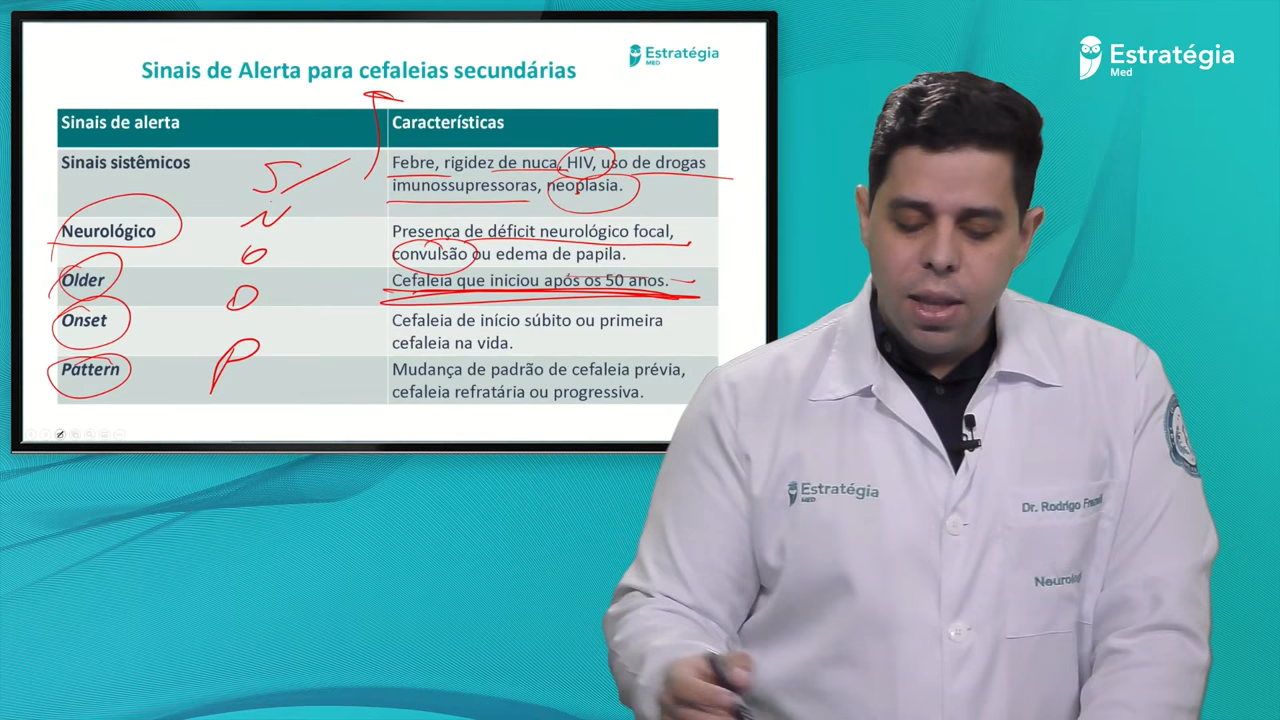 Estratégia
MED
Sinais de Alerta para cefaleias secundárias
Sinais de alerta
Características
Sinais sistêmicos
Febre, rigidez de nuca, HIV, uso de drogas
imunossupressoras, neoplasia.
Neurológico
Presença de déficit neurológico focal,
convulsão ou edema de papila.
Older
Cefaleia que iniciou após os 50 anos.
Onset
Cefaleia de início súbito ou primeira
cefaleia na vida.
Pattern
Mudança de padrão de cefaleia prévia,
cefaleia refratária ou progressiva.
S
N
O
O
P
Estratégia
Med
Estratégia
MED
Dr. Rodrigo